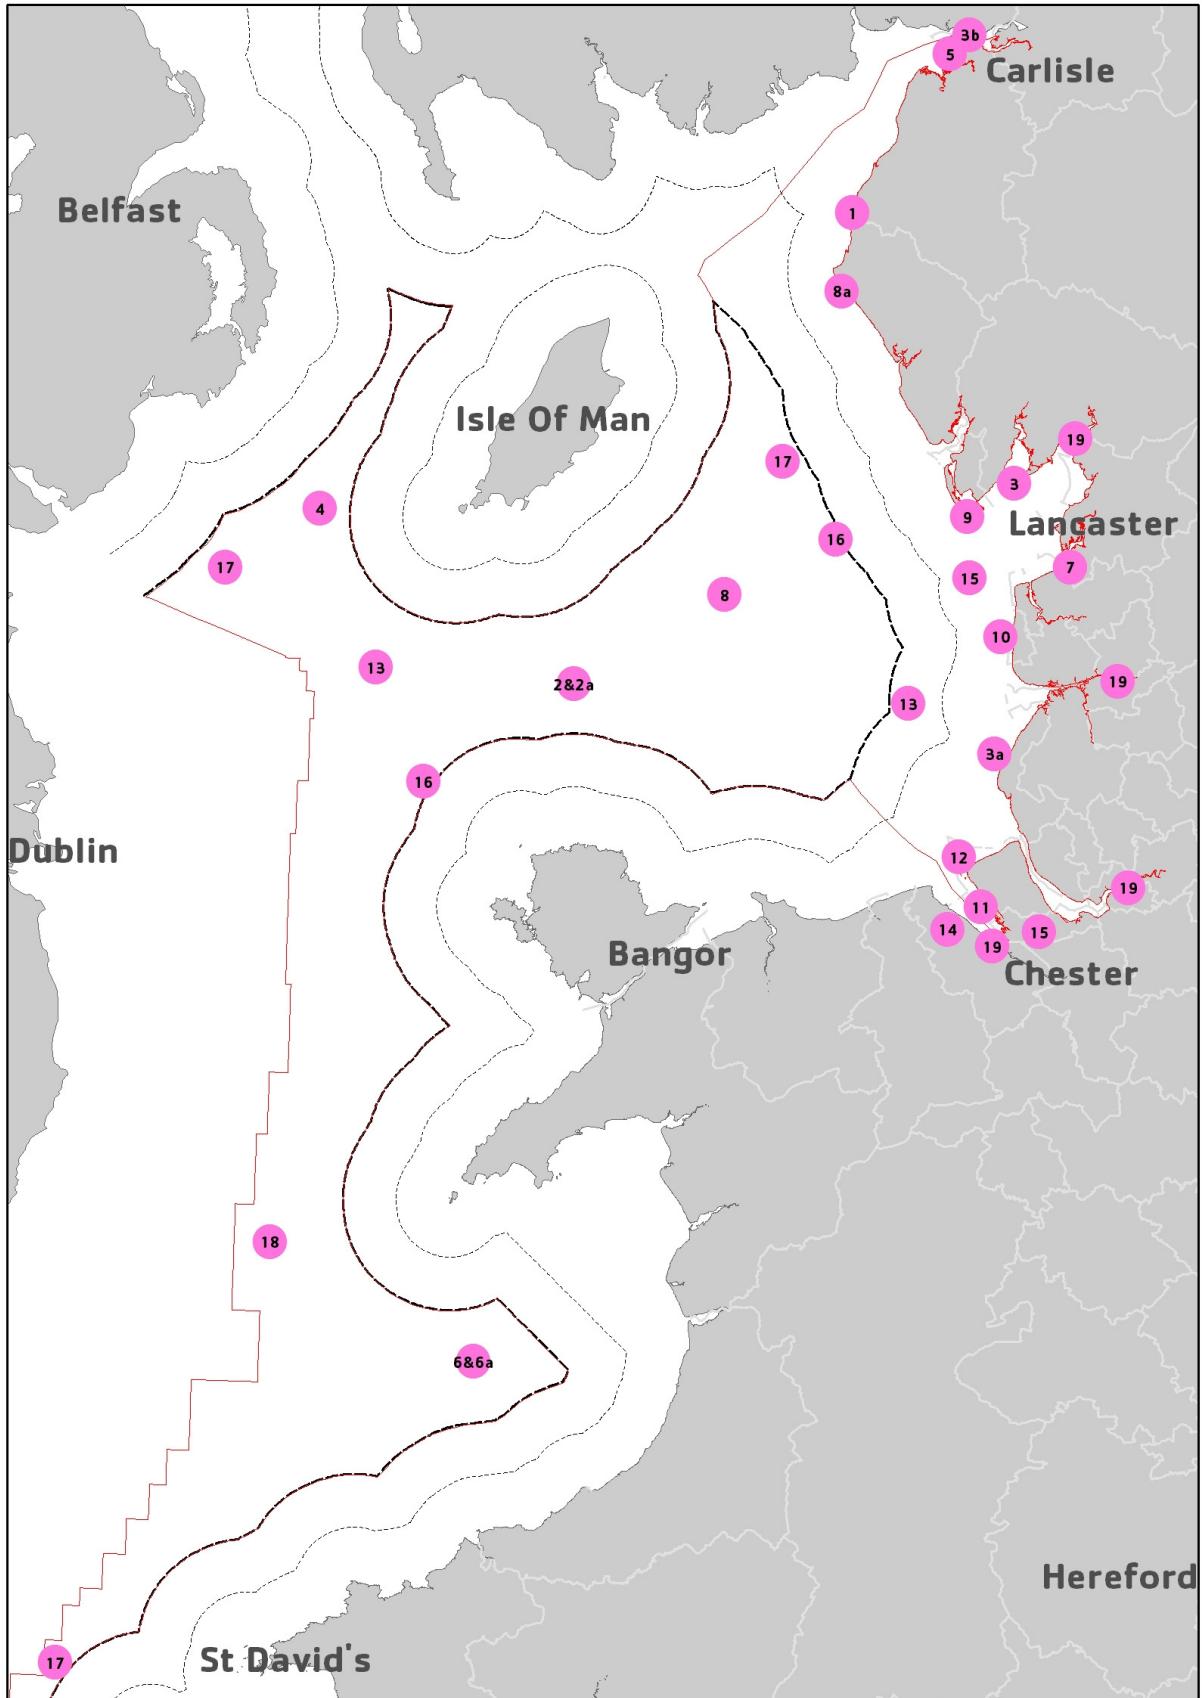 3b
5
Carlisle
Belfast
1
8a
Isle Of Man
19
17
3
4
9
Lancaster
16
17
15
7
8
10
13
2&2a
19
13
3a
16
Dublin
12
19
11
14
15
19
Bangor
Chester
18
6&6a
Hereford
St David's
17